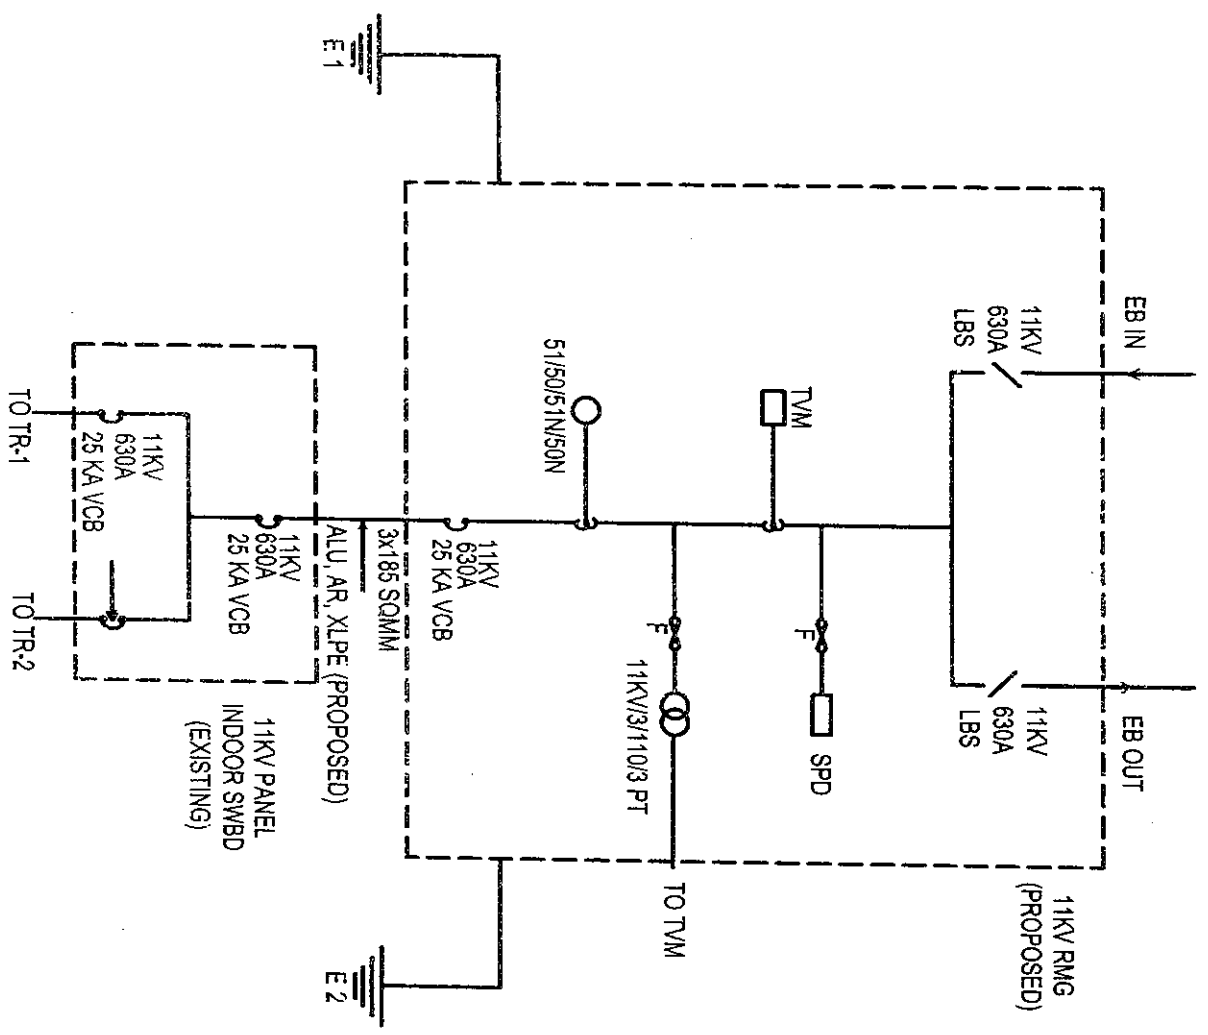 EB IN
EB OUT
11KV
630A
LBS
11KV
630A
LBS
11KV RMG
(PROPOSED)
TVM
F
SPD
51/50/51N/50N
F
11KV/3/110/3 PT
TO TVM
11KV
630A
25 KA VCB
E 1
E 2
3x185 SQMM
ALU, AR, XLPE (PROPOSED)
11KV
630A
25 KA VCB
11KV PANEL
INDOOR SWBD
(EXISTING)
11KV
630A
25 KA VCB
TO TR-1
TO TR-2